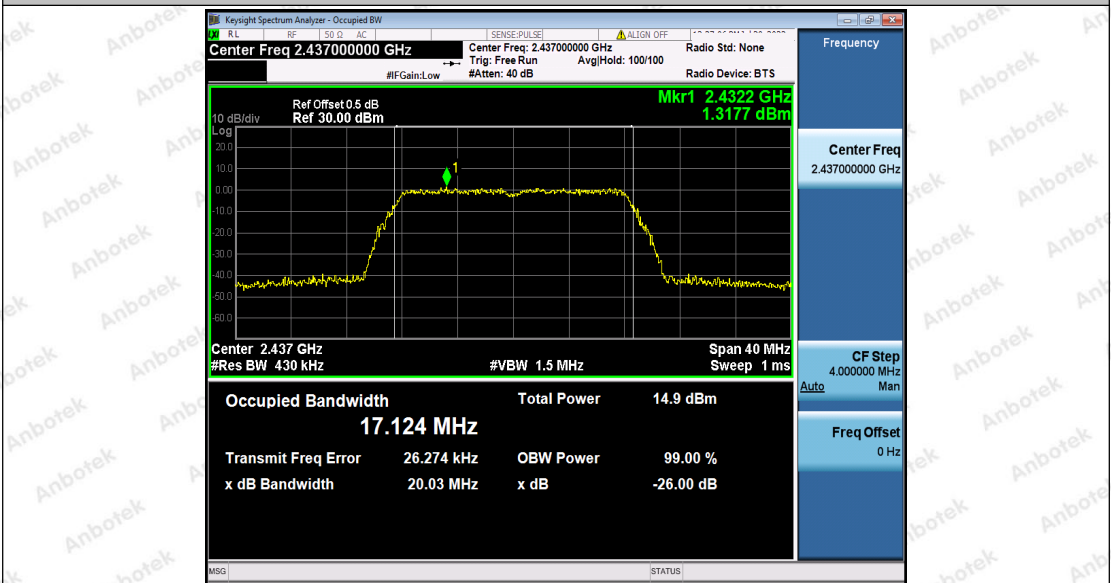 Keysight Spectrum Analyzer - Occupied BW
RL RF 50 Ω AC SENSE:PULSE ALIGN OFF
Center Freq 2.437000000 GHz
Center Freq: 2.437000000 GHz
Radio Std: None
Trig: Free Run Avg|Hold: 100/100
#IFGain:Low #Atten: 40 dB Radio Device: BTS
Mkr1 2.4322 GHz
1.3177 dBm
Ref Offset 0.5 dB
10 dB/div Ref 30.00 dBm
Log
20.0
10.0
0.00
-10.0
-20.0
-30.0
-40.0
-50.0
-60.0
1
Center 2.437 GHz Span 40 MHz
#Res BW 430 kHz #VBW 1.5 MHz Sweep 1 ms
Occupied Bandwidth Total Power 14.9 dBm
17.124 MHz
Transmit Freq Error 26.274 kHz OBW Power 99.00 %
x dB Bandwidth 20.03 MHz x dB -26.00 dB
MSG STATUS
Frequency
Center Freq
2.437000000 GHz
CF Step
4.000000 MHz
Auto Man
Freq Offset
0 Hz
Anbotek